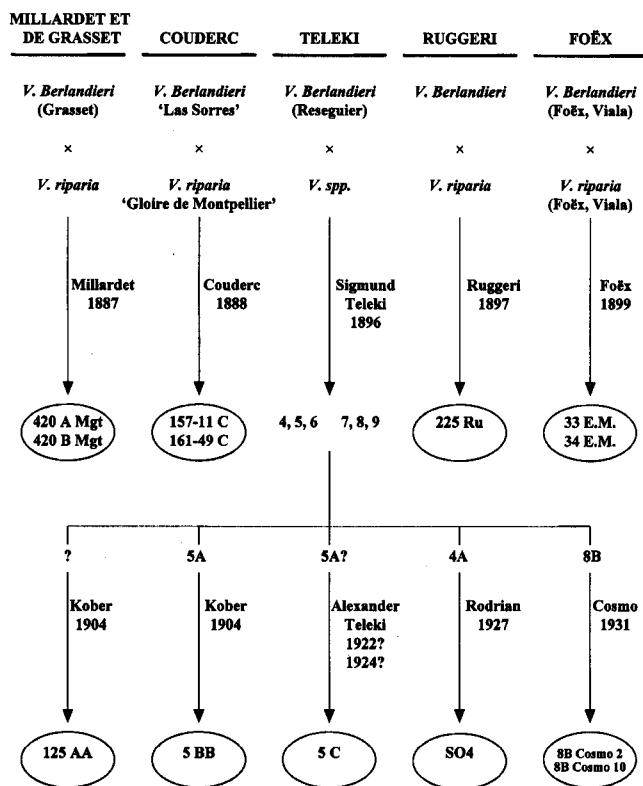 MILLARDET ET
DE GRASSET
COUDERC
TELEKI
RUGGERI
FOËX
V. Berlandieri
(Grasset)
V. Berlandieri
'Las Sorres'
V. Berlandieri
(Reseguier)
V. Berlandieri
V. Berlandieri
(Foëx, Viala)
× × × × ×
V. riparia
V. riparia
'Gloire de Montpellier'
V. spp.
V. riparia
V. riparia
(Foëx, Viala)
Millardet
1887
Couderc
1888
Sigmund
Teleki
1896
Ruggeri
1897
Foëx
1899
420 A Mgt
420 B Mgt
157-11 C
161-49 C
4, 5, 6 7, 8, 9
225 Ru
33 E.M.
34 E.M.
? 5A 5A? 4A 8B
Kober
1904
Kober
1904
Alexander
Teleki
1922?
1924?
Rodrian
1927
Cosmo
1931
125 AA
5 BB
5 C
SO4
8B Cosmo 2
8B Cosmo 10